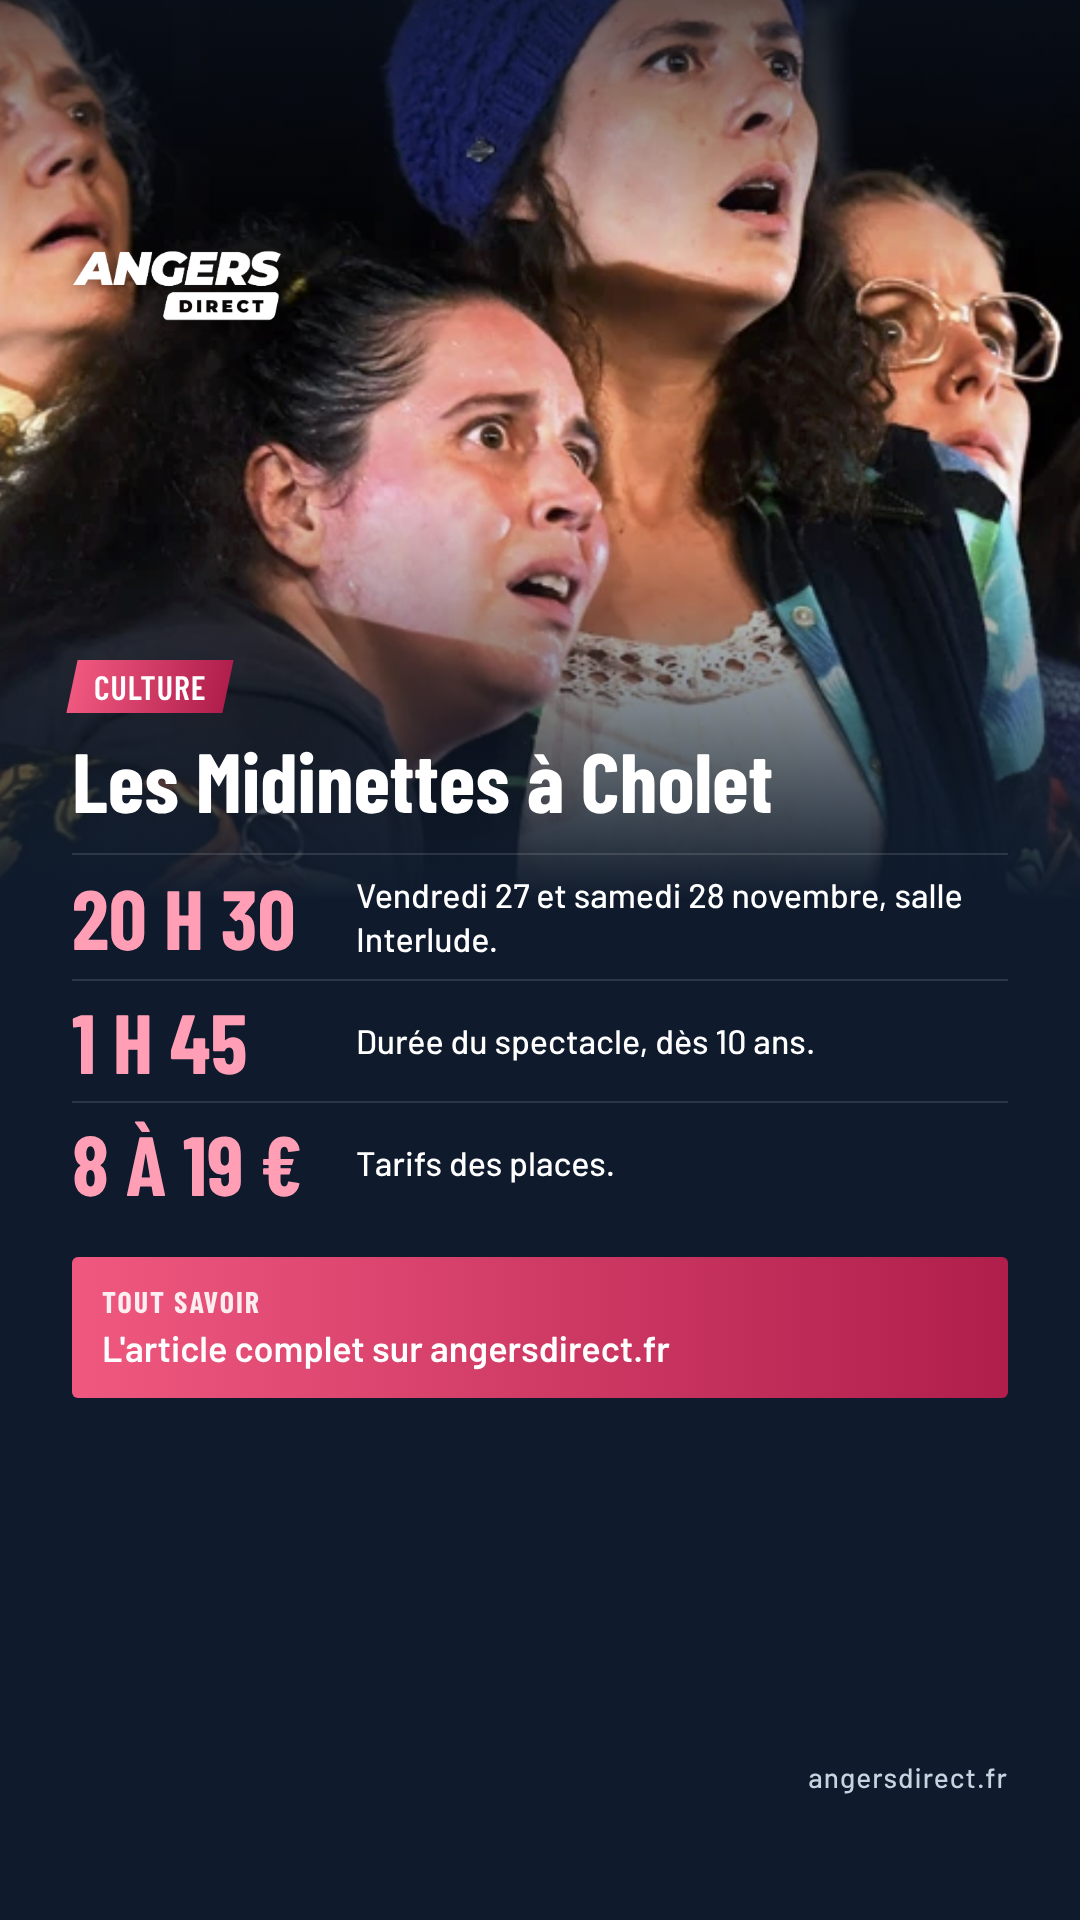 ANGERS
DIRECT
CULTURE
Les Midinettes à Cholet
20 H 30
Vendredi 27 et samedi 28 novembre, salle
Interlude.
1 H 45
Durée du spectacle, dès 10 ans.
8 À 19 €
Tarifs des places.
TOUT SAVOIR
L'article complet sur angersdirect.fr
angersdirect.fr